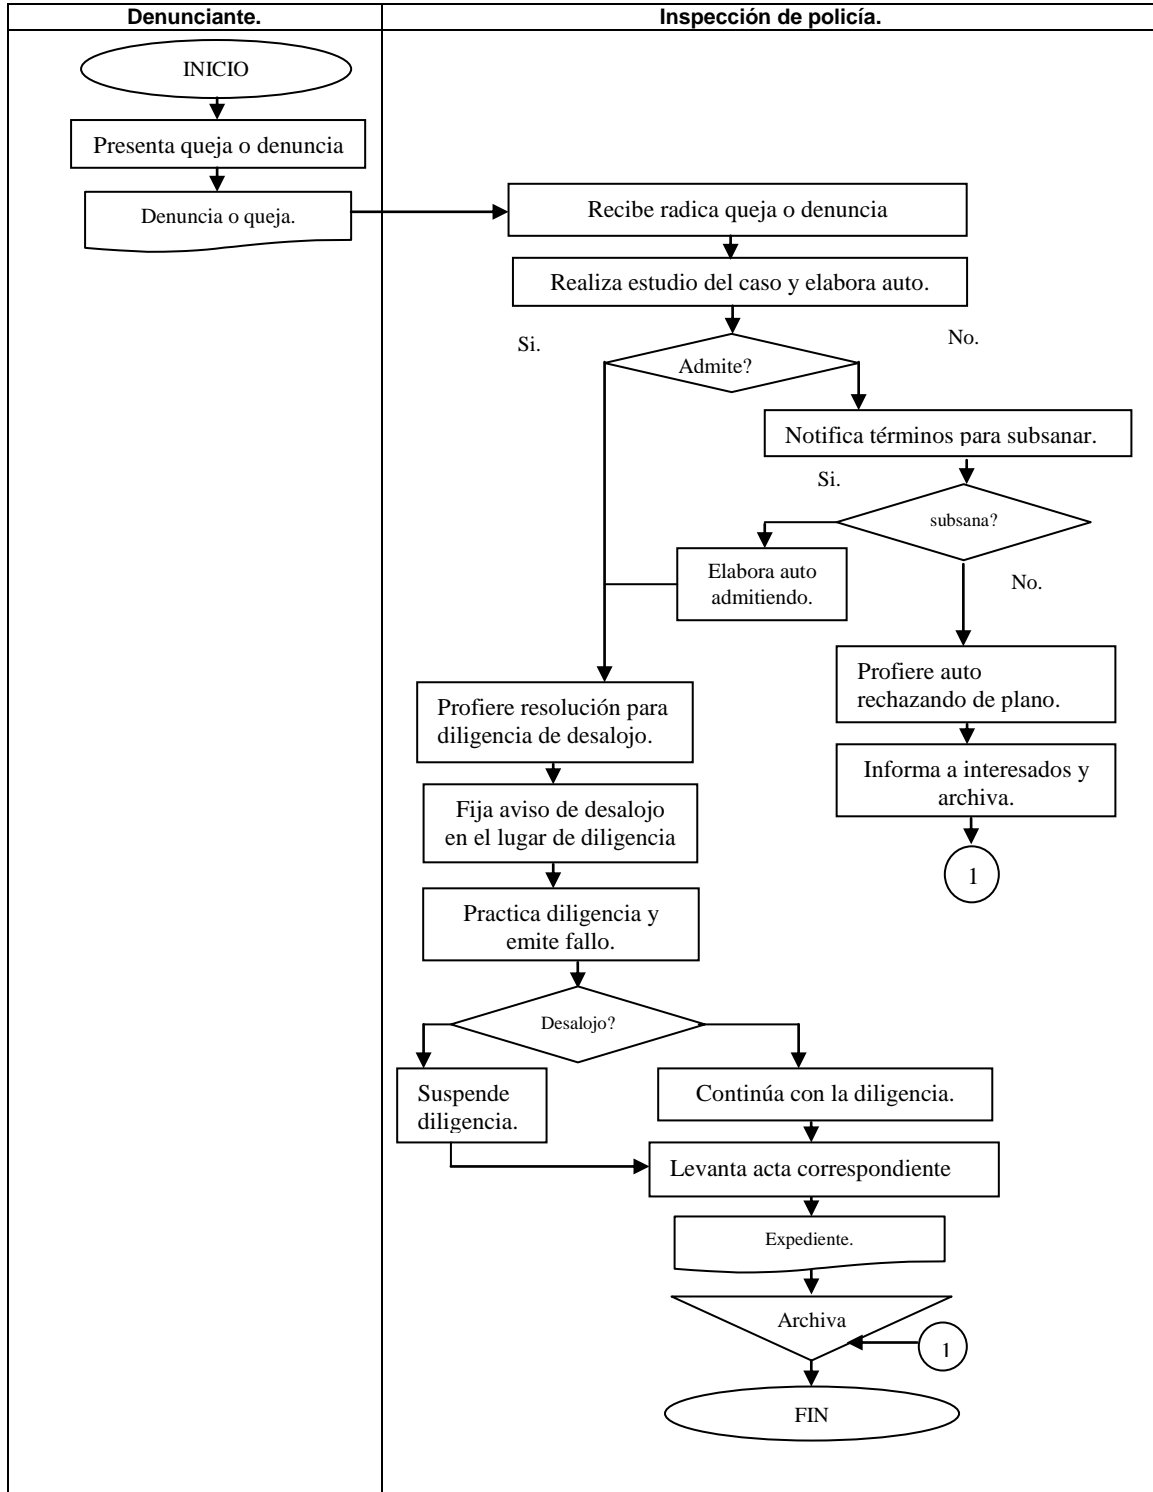 Denunciante.
Inspección de policía.
INICIO
Presenta queja o denuncia
Denuncia o queja.
Recibe radica queja o denuncia
Realiza estudio del caso y elabora auto.
Si.
No.
Admite?
Notifica términos para subsanar.
Si.
subsana?
Elabora auto
admitiendo.
No.
Profiere auto
rechazando de plano.
Profiere resolución para
diligencia de desalojo.
Informa a interesados y
archiva.
Fija aviso de desalojo
en el lugar de diligencia
1
Practica diligencia y
emite fallo.
Desalojo?
Suspende
diligencia.
Continúa con la diligencia.
Levanta acta correspondiente
Expediente.
Archiva
1
FIN